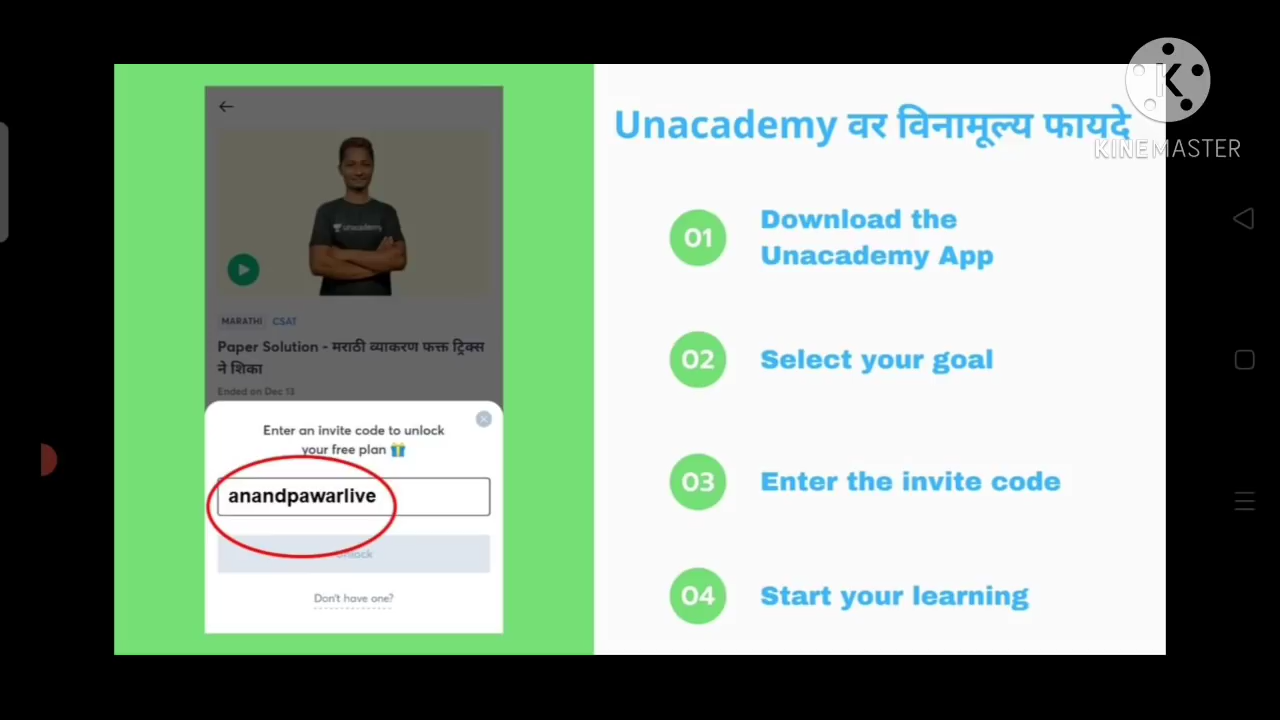 Unacademy वर विनामूल्य फायदे
KINEMASTER
unacademy
MARATHI CSAT
Paper Solution - मराठी व्याकरण फक्त ट्रिक्स
ने शिका
Ended on Dec 13
Enter an invite code to unlock
your free plan
anandpawarlive
Unlock
Don't have one?
01 Download the
Unacademy App
02 Select your goal
03 Enter the invite code
04 Start your learning